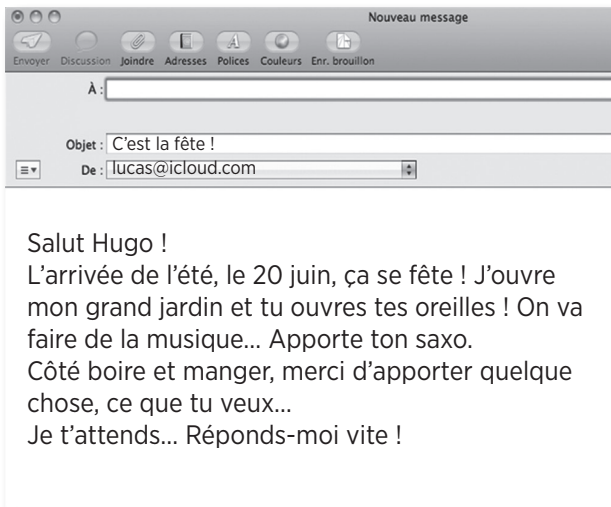 Nouveau message
Envoyer Discussion Joindre Adresses Polices Couleurs Enr. brouillon
À :
Objet : C'est la fête !
De : lucas@icloud.com
Salut Hugo !
L'arrivée de l'été, le 20 juin, ça se fête ! J'ouvre
mon grand jardin et tu ouvres tes oreilles ! On va
faire de la musique... Apporte ton saxo.
Côté boire et manger, merci d'apporter quelque
chose, ce que tu veux...
Je t'attends... Réponds-moi vite !